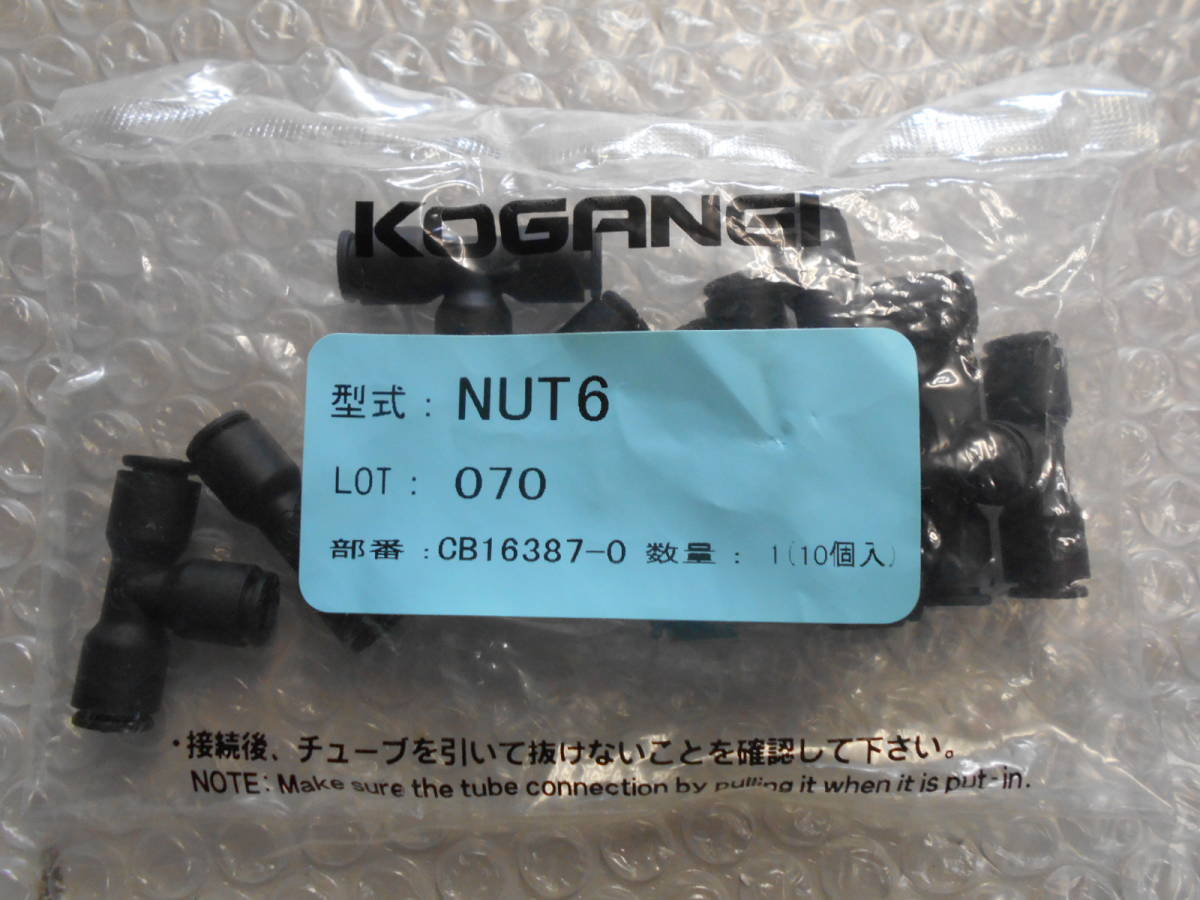 KOGANEI
型式： NUT6
LOT： 070
部番：CB16387-0 数量： 1(10個入)
・接続後、チューブを引いて抜けないことを確認して下さい。
NOTE: Make sure the tube connection by pulling it when it is put-in.